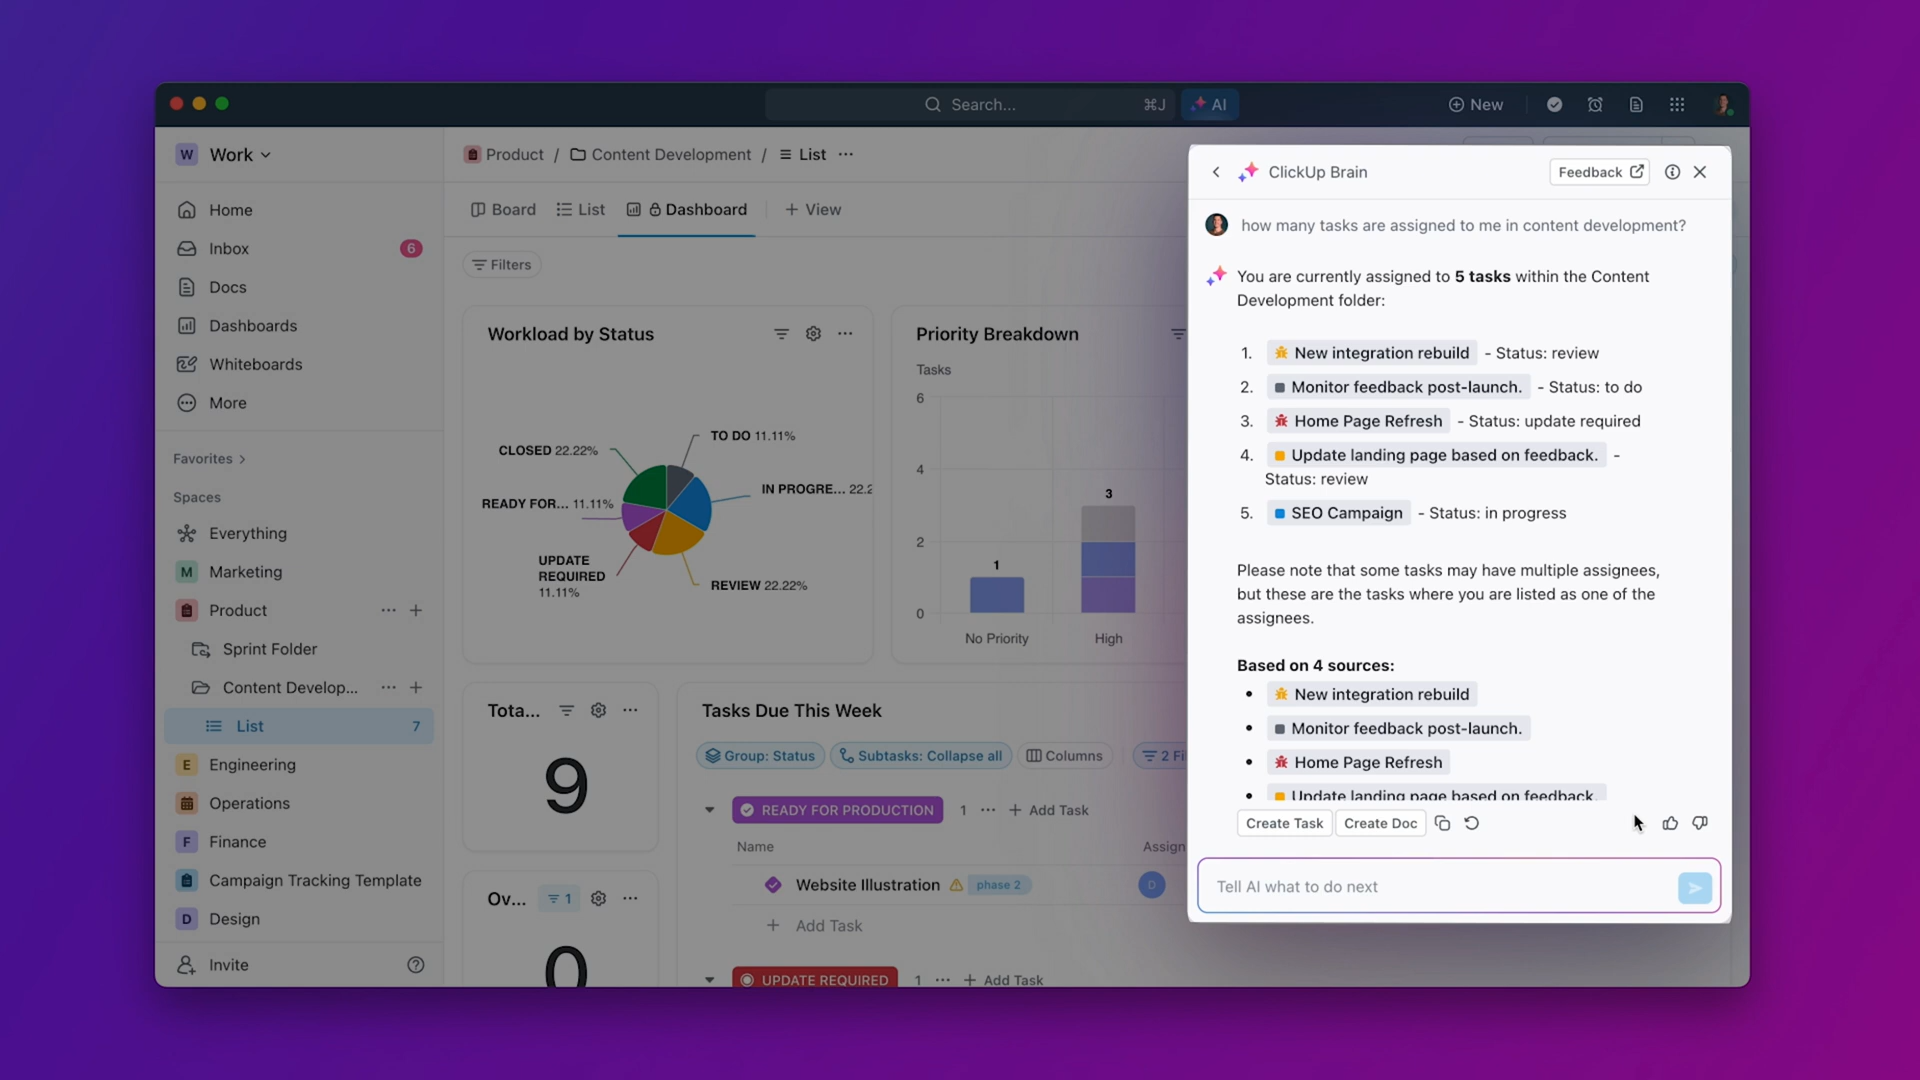 Search...
⌘J
AI
New
W
Work
Product / Content Development / List
Board
List
Dashboard
+ View
Filters
Home
Inbox
6
Docs
Dashboards
Whiteboards
More
Favorites
Spaces
Everything
M
Marketing
Product
Sprint Folder
Content Develop...
List
7
E
Engineering
Operations
F
Finance
Campaign Tracking Template
D
Design
Invite
Workload by Status
TO DO 11.11%
CLOSED 22.22%
IN PROGRE... 22.2
READY FOR... 11.11%
UPDATE
REQUIRED
11.11%
REVIEW 22.22%
Priority Breakdown
Tasks
6
4
2
0
1
3
No Priority
High
Tota...
9
Ov...
1
0
Tasks Due This Week
Group: Status
Subtasks: Collapse all
Columns
2 Fi
READY FOR PRODUCTION
1
+ Add Task
Name
Assign
Website Illustration
phase 2
D
+ Add Task
UPDATE REQUIRED
1
+ Add Task
ClickUp Brain
Feedback
how many tasks are assigned to me in content development?
You are currently assigned to 5 tasks within the Content
Development folder:
1. New integration rebuild - Status: review
2. Monitor feedback post-launch. - Status: to do
3. Home Page Refresh - Status: update required
4. Update landing page based on feedback. -
Status: review
5. SEO Campaign - Status: in progress
Please note that some tasks may have multiple assignees,
but these are the tasks where you are listed as one of the
assignees.
Based on 4 sources:
• New integration rebuild
• Monitor feedback post-launch.
• Home Page Refresh
• Update landing page based on feedback.
Create Task
Create Doc
Tell AI what to do next